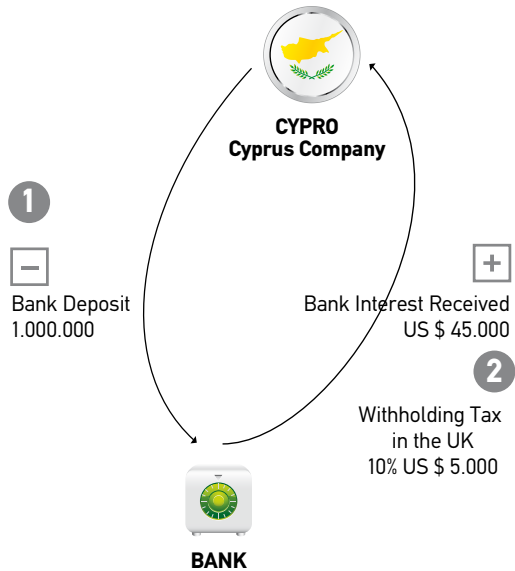 CYPRO
Cyprus Company
1
−
Bank Deposit
1.000.000
+
Bank Interest Received
US $ 45.000
2
Withholding Tax
in the UK
10% US $ 5.000
BANK